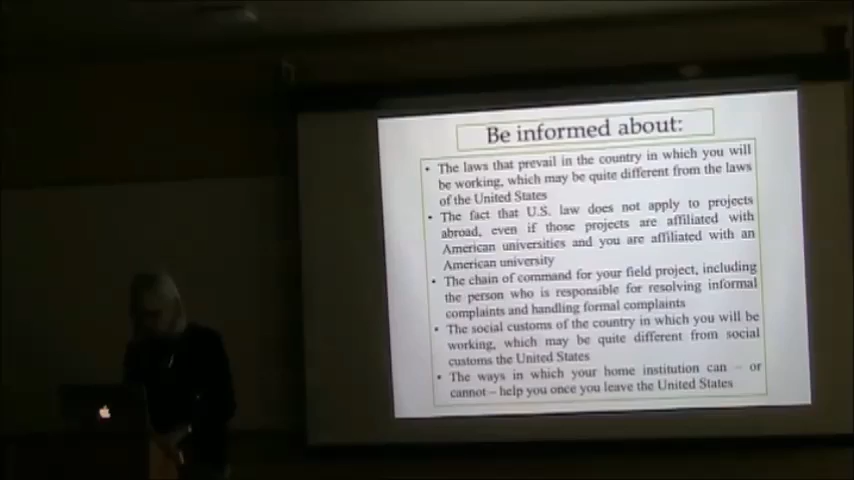 Be informed about:
• The laws that prevail in the country in which you will
be working, which may be quite different from the laws
of the United States
• The fact that U.S. law does not apply to projects
abroad, even if those projects are affiliated with
American universities and you are affiliated with an
American university
• The chain of command for your field project, including
the person who is responsible for resolving informal
complaints and handling formal complaints
• The social customs of the country in which you will be
working, which may be quite different from social
customs the United States
• The ways in which your home institution can – or
cannot – help you once you leave the United States